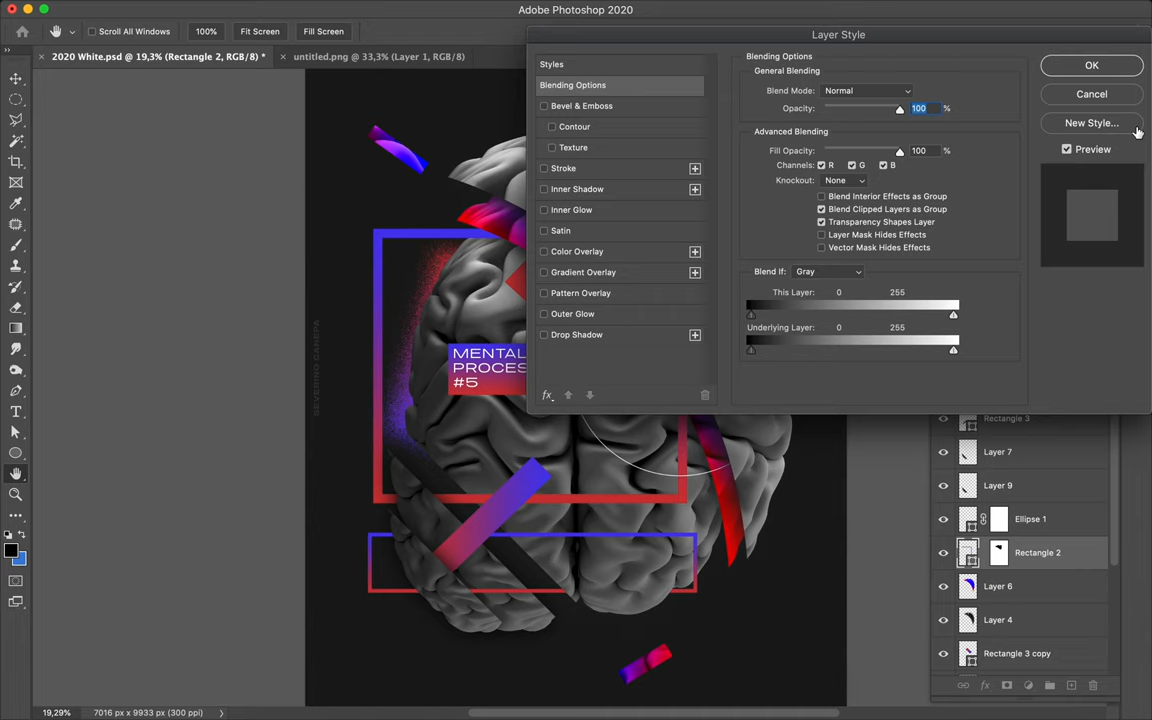 Adobe Photoshop 2020
Scroll All Windows
100%
Fit Screen
Fill Screen
2020 White.psd @ 19,3% (Rectangle 2, RGB/8) *
untitled.png @ 33,3% (Layer 1, RGB/8)
Layer Style
Styles
Blending Options
Bevel & Emboss
Contour
Texture
Stroke
Inner Shadow
Inner Glow
Satin
Color Overlay
Gradient Overlay
Pattern Overlay
Outer Glow
Drop Shadow
fx
Blending Options
General Blending
Blend Mode: Normal
Opacity: 100 %
Advanced Blending
Fill Opacity: 100 %
Channels: R G B
Knockout: None
Blend Interior Effects as Group
Blend Clipped Layers as Group
Transparency Shapes Layer
Layer Mask Hides Effects
Vector Mask Hides Effects
Blend If: Gray
This Layer: 0 255
Underlying Layer: 0 255
OK
Cancel
New Style...
Preview
SEVERINO CANEPA
MENTAL
PROCES
#5
Rectangle 3
Layer 7
Layer 9
Ellipse 1
Rectangle 2
Layer 6
Layer 4
Rectangle 3 copy
fx
19,29%
7016 px x 9933 px (300 ppi)